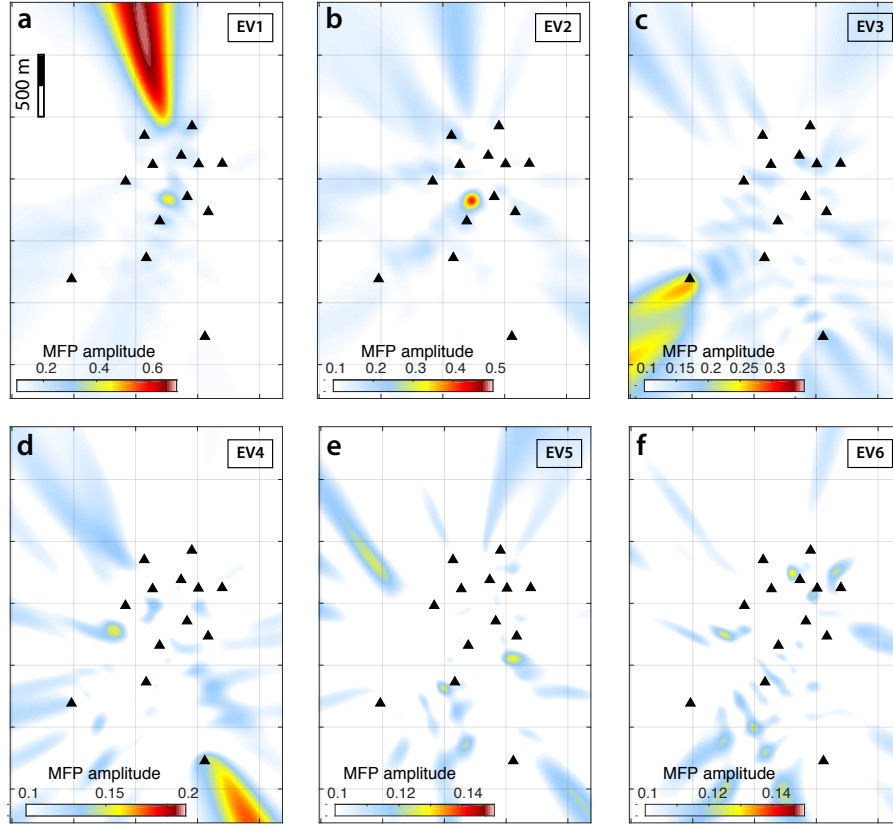 a
EV1
500 m
MFP amplitude
0.2 0.4 0.6
b
EV2
MFP amplitude
0.1 0.2 0.3 0.4 0.5
c
EV3
MFP amplitude
0.1 0.15 0.2 0.25 0.3
d
EV4
MFP amplitude
0.1 0.15 0.2
e
EV5
MFP amplitude
0.1 0.12 0.14
f
EV6
MFP amplitude
0.1 0.12 0.14